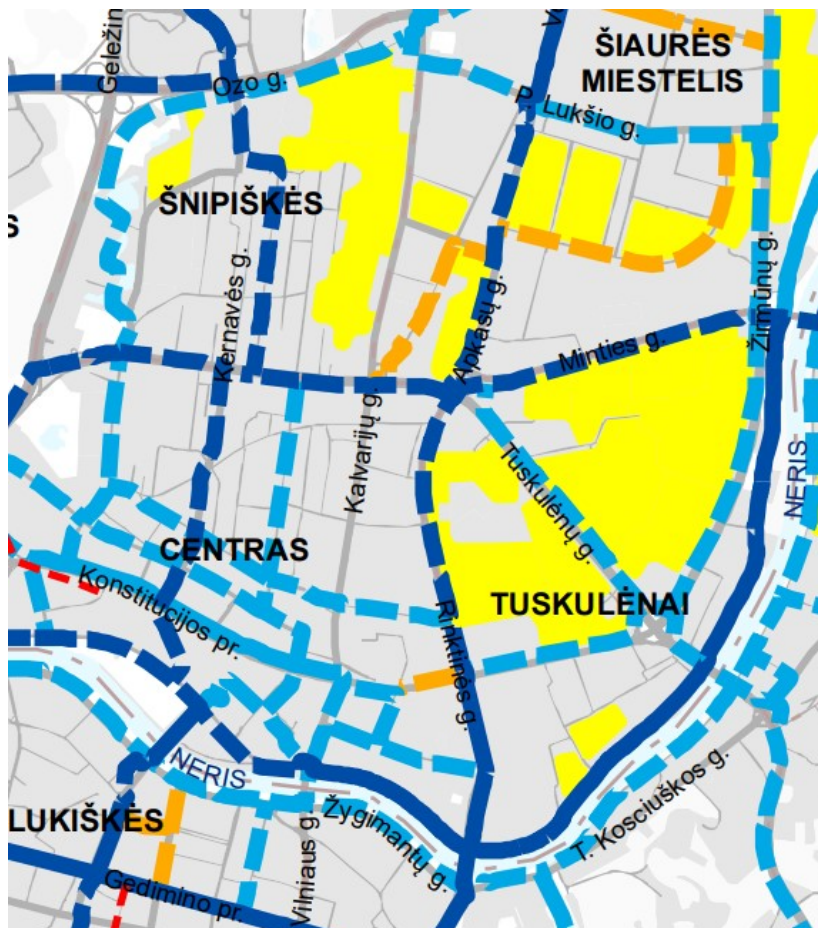 Geležin
Ozo g.
ŠIAURĖS
MIESTELIS
P. Lukšio g.
ŠNIPIŠKĖS
S
Kernavės g.
Apkasų g.
Žirmūnų g.
Minties g.
Kalvarijų g.
Tuskulėnų g.
NERIS
CENTRAS
Konstitucijos pr.
TUSKULĖNAI
Rinktinės g.
NERIS
LUKIŠKĖS
Žygimantų g.
T. Kosciuškos g.
Gedimino pr.
Vilniaus g.